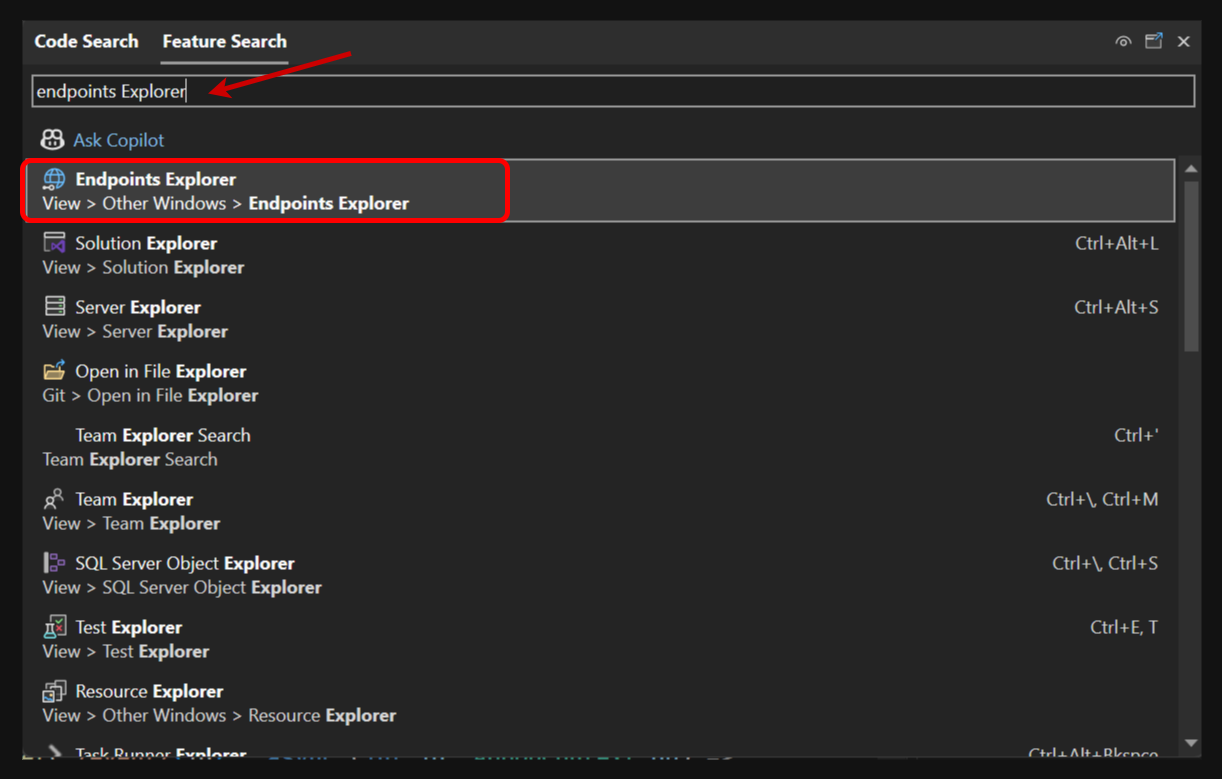 Code Search Feature Search
endpoints Explorer
Ask Copilot
Endpoints Explorer
View > Other Windows > Endpoints Explorer
Solution Explorer Ctrl+Alt+L
View > Solution Explorer
Server Explorer Ctrl+Alt+S
View > Server Explorer
Open in File Explorer
Git > Open in File Explorer
Team Explorer Search Ctrl+'
Team Explorer Search
Team Explorer Ctrl+\, Ctrl+M
View > Team Explorer
SQL Server Object Explorer Ctrl+\, Ctrl+S
View > SQL Server Object Explorer
Test Explorer Ctrl+E, T
View > Test Explorer
Resource Explorer
View > Other Windows > Resource Explorer
Task Runner Explorer Ctrl+Alt+Bkspce